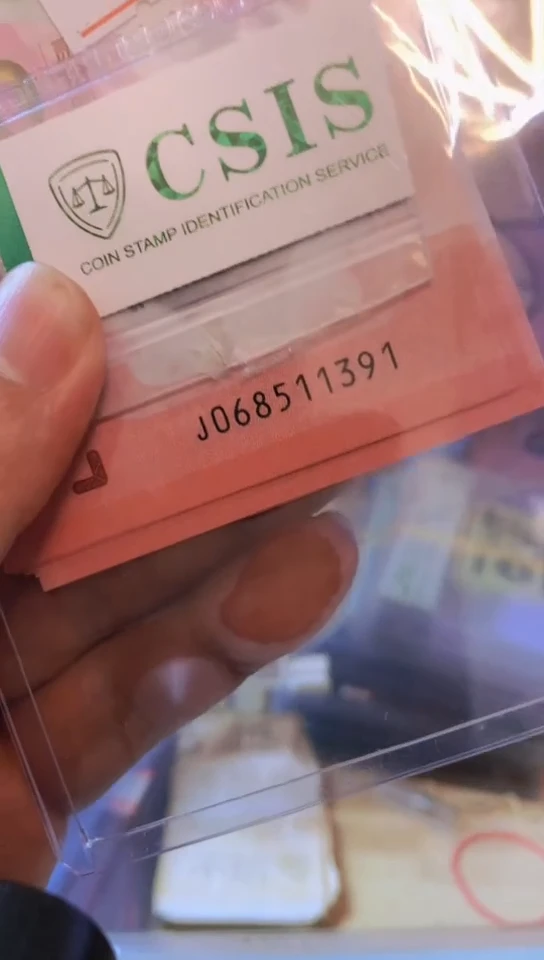 CSIS
COIN STAMP IDENTIFICATION SERVICE
J068511391